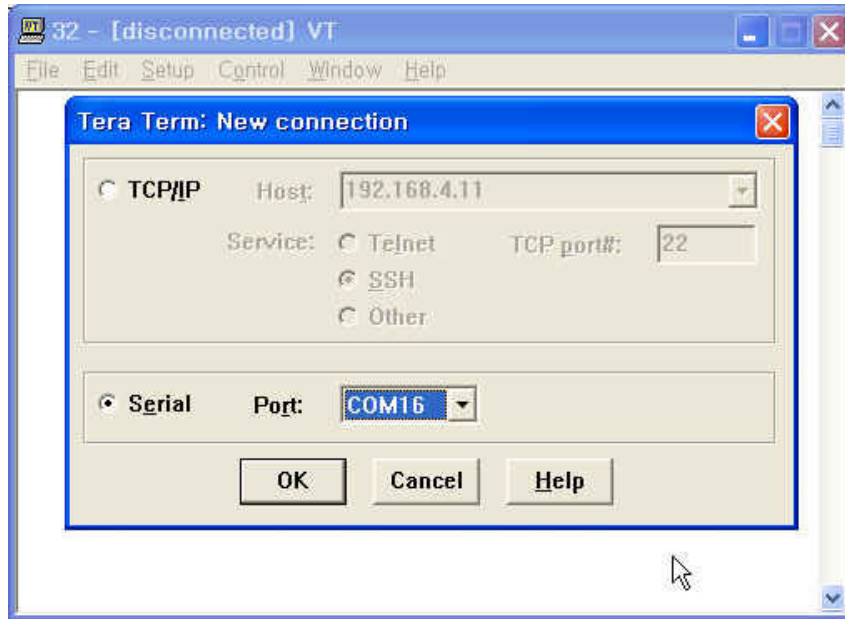 32 - [disconnected] VT
File Edit Setup Control Window Help
Tera Term: New connection
TCP/IP Host: 192.168.4.11
Service: Telnet TCP port#: 22
SSH
Other
Serial Port: COM16
OK Cancel Help